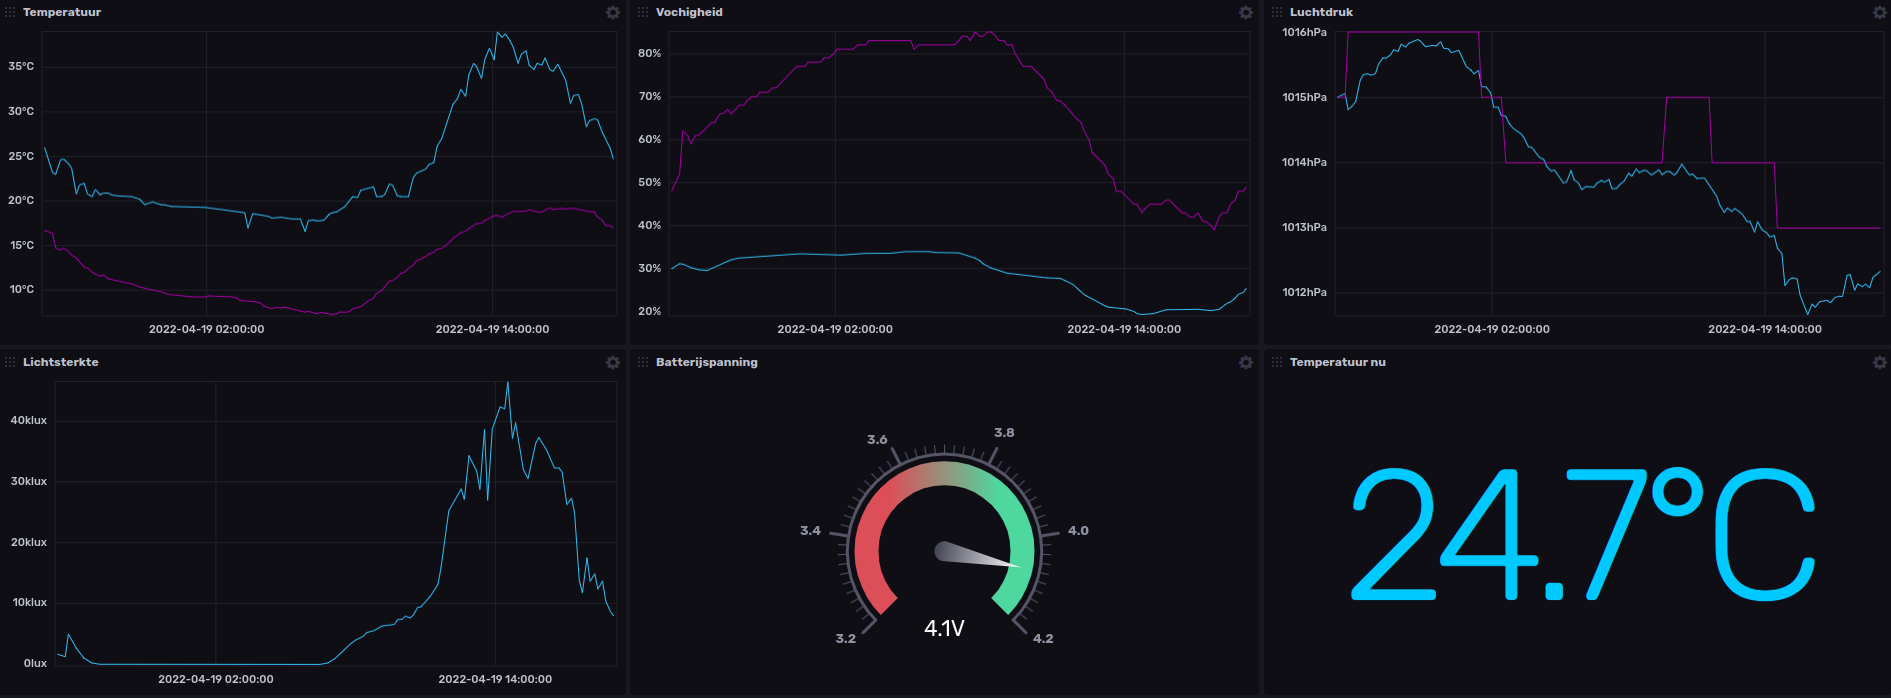 Temperatuur
35°C
30°C
25°C
20°C
15°C
10°C
2022-04-19 02:00:00
2022-04-19 14:00:00
Vochigheid
80%
70%
60%
50%
40%
30%
20%
2022-04-19 02:00:00
2022-04-19 14:00:00
Luchtdruk
1016hPa
1015hPa
1014hPa
1013hPa
1012hPa
2022-04-19 02:00:00
2022-04-19 14:00:00
Lichtsterkte
40klux
30klux
20klux
10klux
0lux
2022-04-19 02:00:00
2022-04-19 14:00:00
Batterijspanning
3.6
3.8
3.4
4.0
3.2
4.1V
4.2
Temperatuur nu
24.7°C